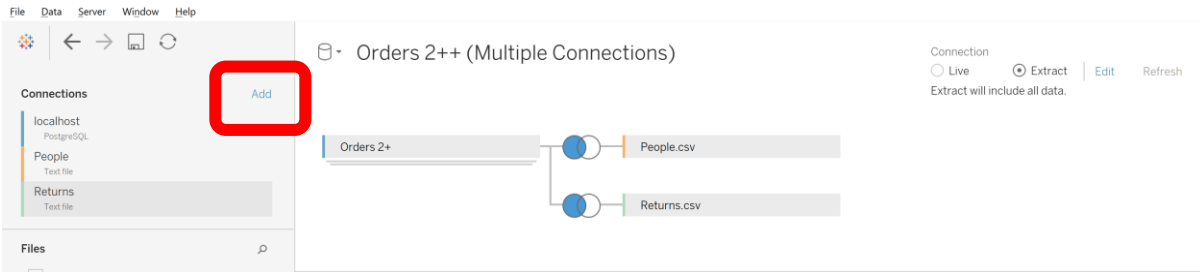 File Data Server Window Help
Orders 2++ (Multiple Connections)
Connection
Live Extract Edit Refresh
Extract will include all data.
Connections Add
localhost
PostgreSQL
People
Text file
Returns
Text file
Files
Orders 2+ People.csv
Returns.csv